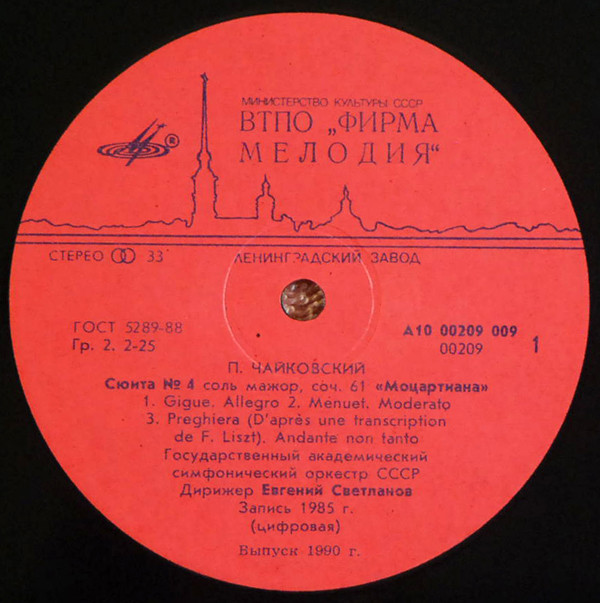 МИНИСТЕРСТВО КУЛЬТУРЫ СССР
ВТПО „ФИРМА
МЕЛОДИЯ“
®
СТЕРЕО 33
ЛЕНИНГРАДСКИЙ ЗАВОД
ГОСТ 5289-88
Гр. 2. 2-25
А10 00209 009
00209
1
П. ЧАЙКОВСКИЙ
Сюита № 4 соль мажор, соч. 61 «Моцартиана»
1. Gigue. Allegro 2. Menuet. Moderato
3. Preghiera (D'après une transcription
de F. Liszt). Andante non tanto
Государственный академический
симфонический оркестр СССР
Дирижер Евгений Светланов
Запись 1985 г.
(цифровая)
Выпуск 1990 г.